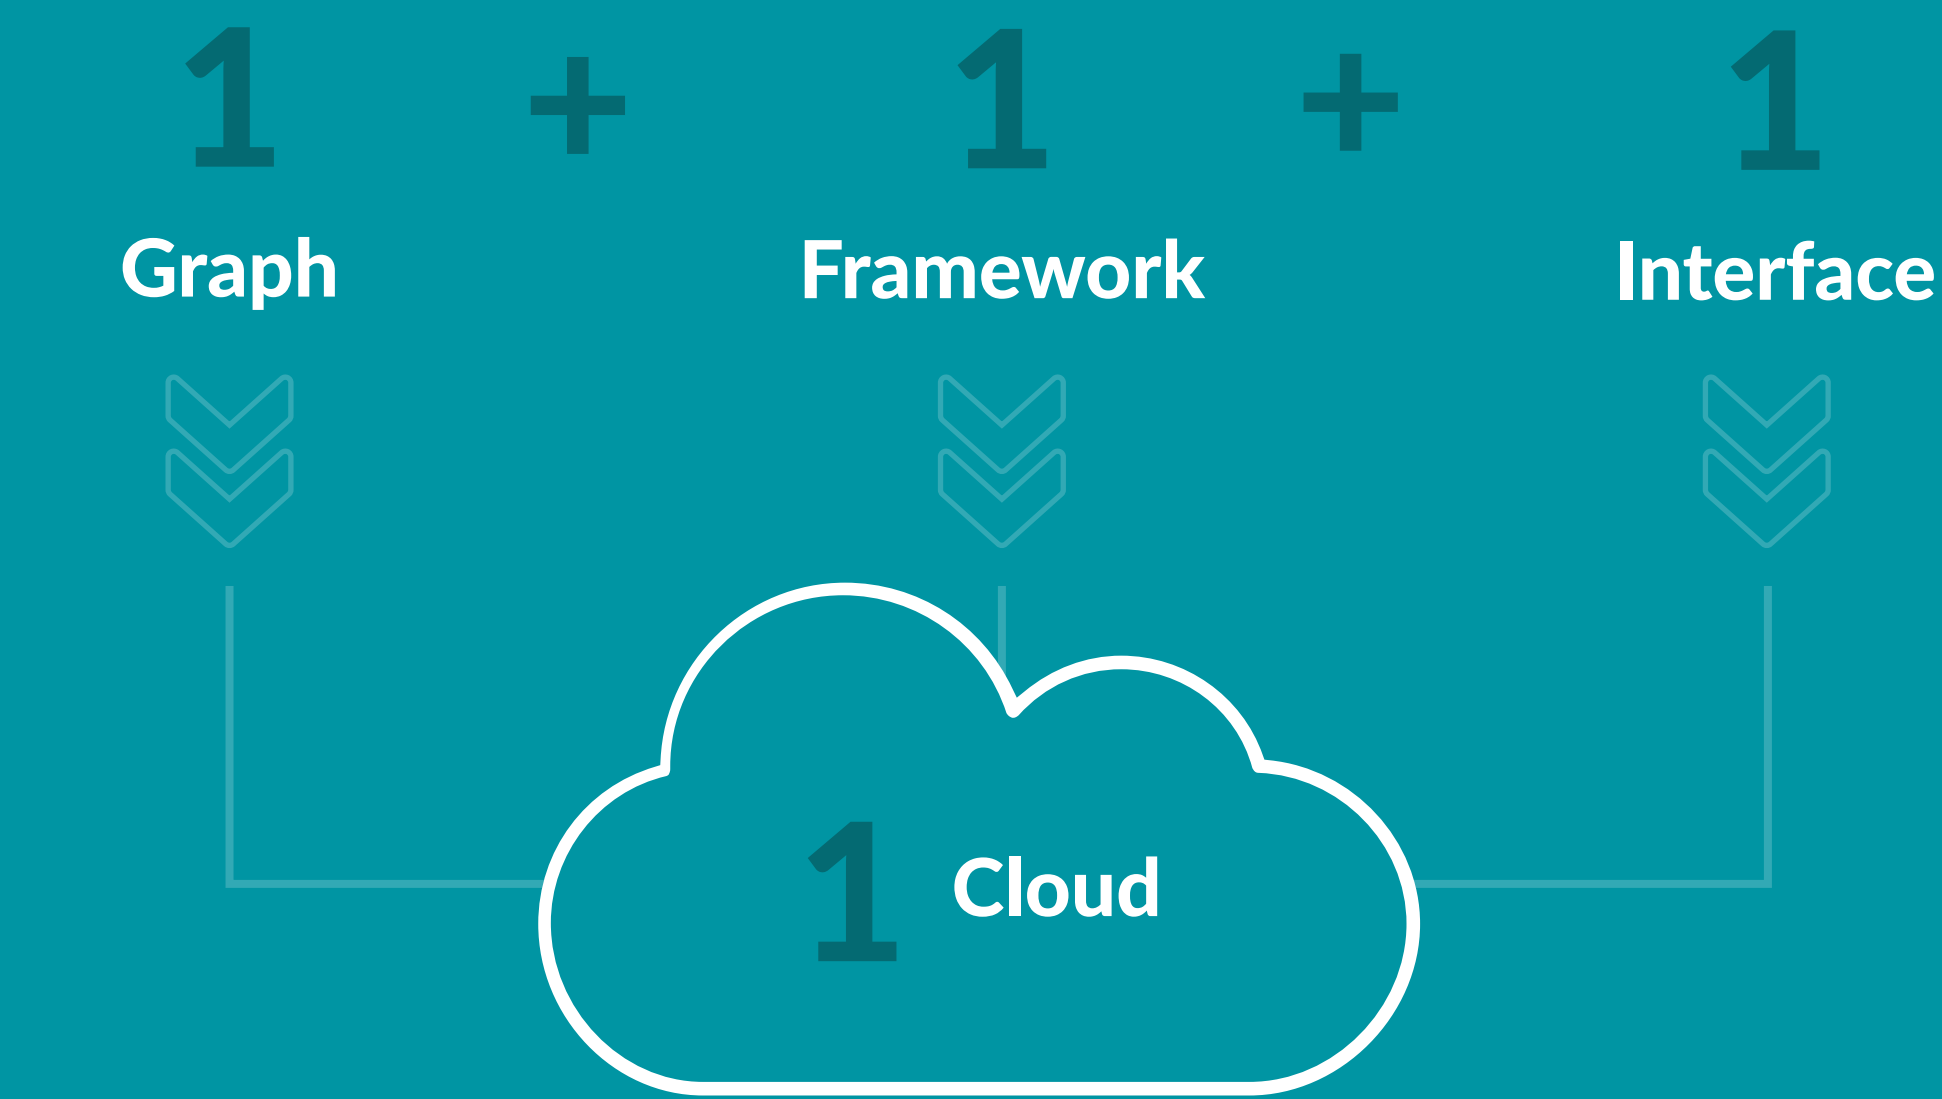 1 + 1 + 1
Graph Framework Interface
1 Cloud